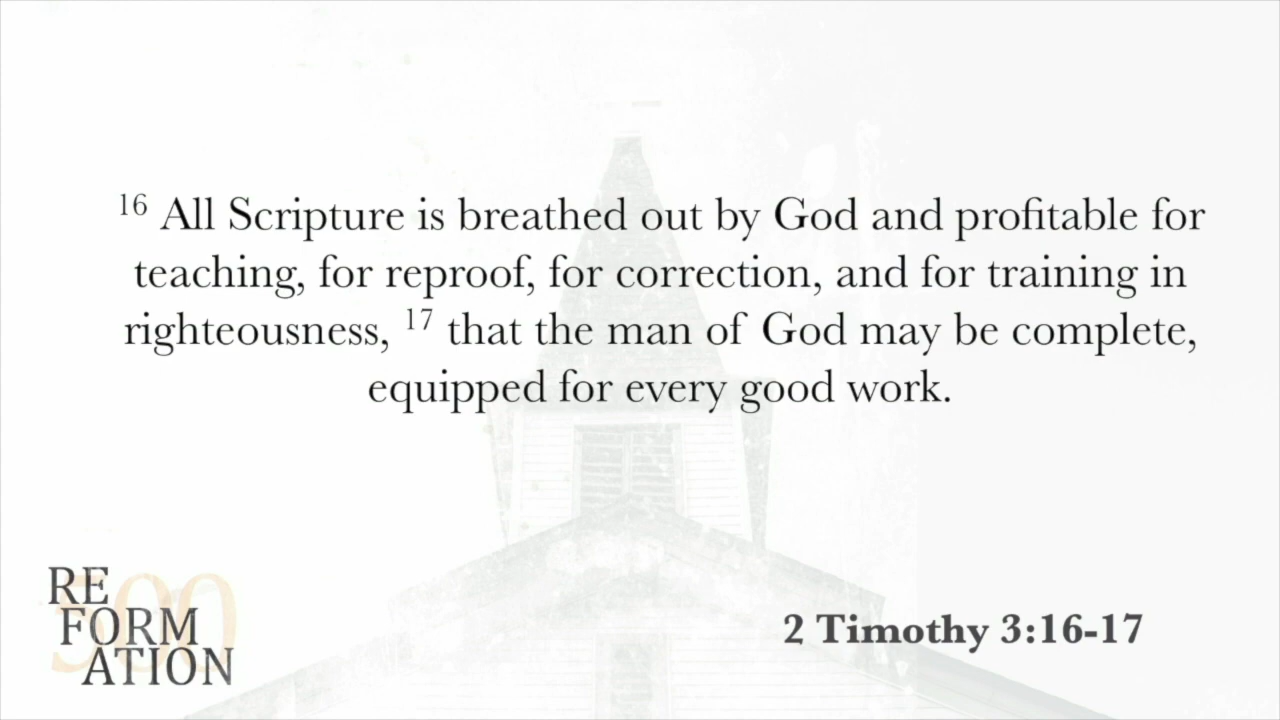 ¹⁶ All Scripture is breathed out by God and profitable for
teaching, for reproof, for correction, and for training in
righteousness, ¹⁷ that the man of God may be complete,
equipped for every good work.
500
RE
FORM
ATION
2 Timothy 3:16-17